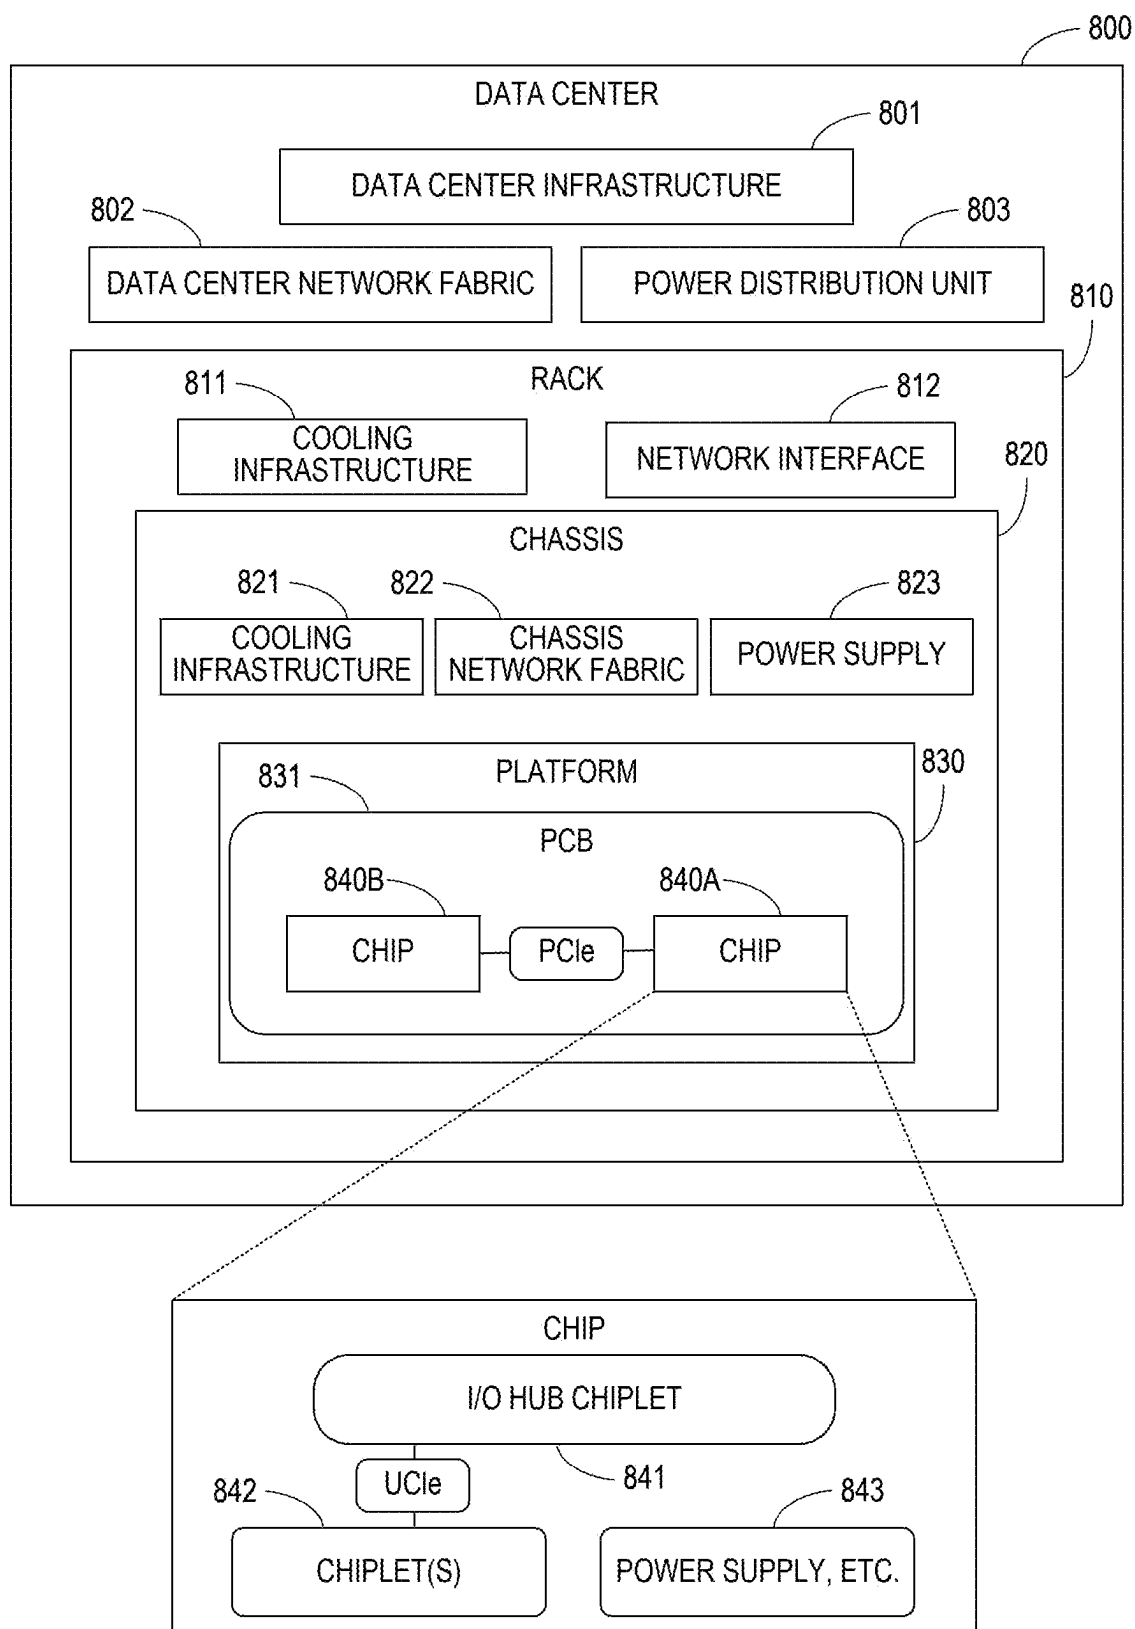 800
DATA CENTER
801
DATA CENTER INFRASTRUCTURE
802
803
DATA CENTER NETWORK FABRIC
POWER DISTRIBUTION UNIT
810
RACK
811
812
COOLING
INFRASTRUCTURE
NETWORK INTERFACE
820
CHASSIS
821
822
823
COOLING
INFRASTRUCTURE
CHASSIS
NETWORK FABRIC
POWER SUPPLY
830
PLATFORM
831
PCB
840B
840A
CHIP
PCIe
CHIP
CHIP
I/O HUB CHIPLET
841
UCIe
842
843
CHIPLET(S)
POWER SUPPLY, ETC.